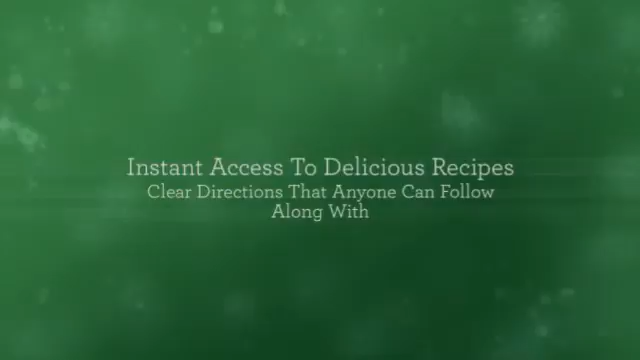 Instant Access To Delicious Recipes
Clear Directions That Anyone Can Follow
Along With